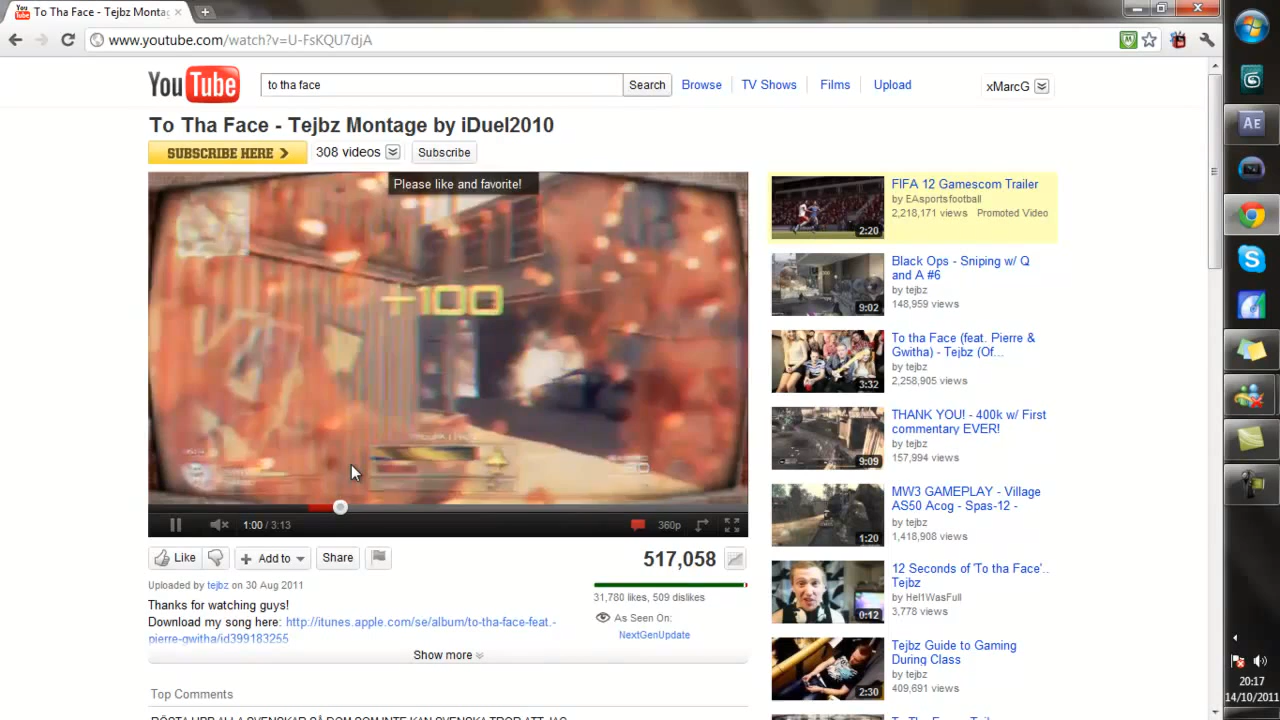 To Tha Face - Tejbz Montag
www.youtube.com/watch?v=U-FsKQU7djA
YouTube
to tha face
Search
Browse
TV Shows
Films
Upload
xMarcG
To Tha Face - Tejbz Montage by iDuel2010
SUBSCRIBE HERE
308 videos
Subscribe
Please like and favorite!
+100
1:00 / 3:13
360p
Like
Add to
Share
517,058
Uploaded by tejbz on 30 Aug 2011
31,780 likes, 509 dislikes
Thanks for watching guys!
Download my song here: http://itunes.apple.com/se/album/to-tha-face-feat.-
pierre-gwitha/id399183255
As Seen On:
NextGenUpdate
Show more
Top Comments
FIFA 12 Gamescom Trailer
by EAsportsfootball
2,218,171 views Promoted Video
2:20
Black Ops - Sniping w/ Q
and A #6
by tejbz
148,959 views
9:02
To tha Face (feat. Pierre &
Gwitha) - Tejbz (Of...
by tejbz
2,258,905 views
3:32
THANK YOU! - 400k w/ First
commentary EVER!
by tejbz
157,994 views
9:09
MW3 GAMEPLAY - Village
AS50 Acog - Spas-12 -
by tejbz
1,418,908 views
1:20
12 Seconds of 'To tha Face'..
Tejbz
by Hel1WasFull
3,778 views
0:12
Tejbz Guide to Gaming
During Class
by tejbz
409,691 views
2:30
AE
20:17
14/10/2011